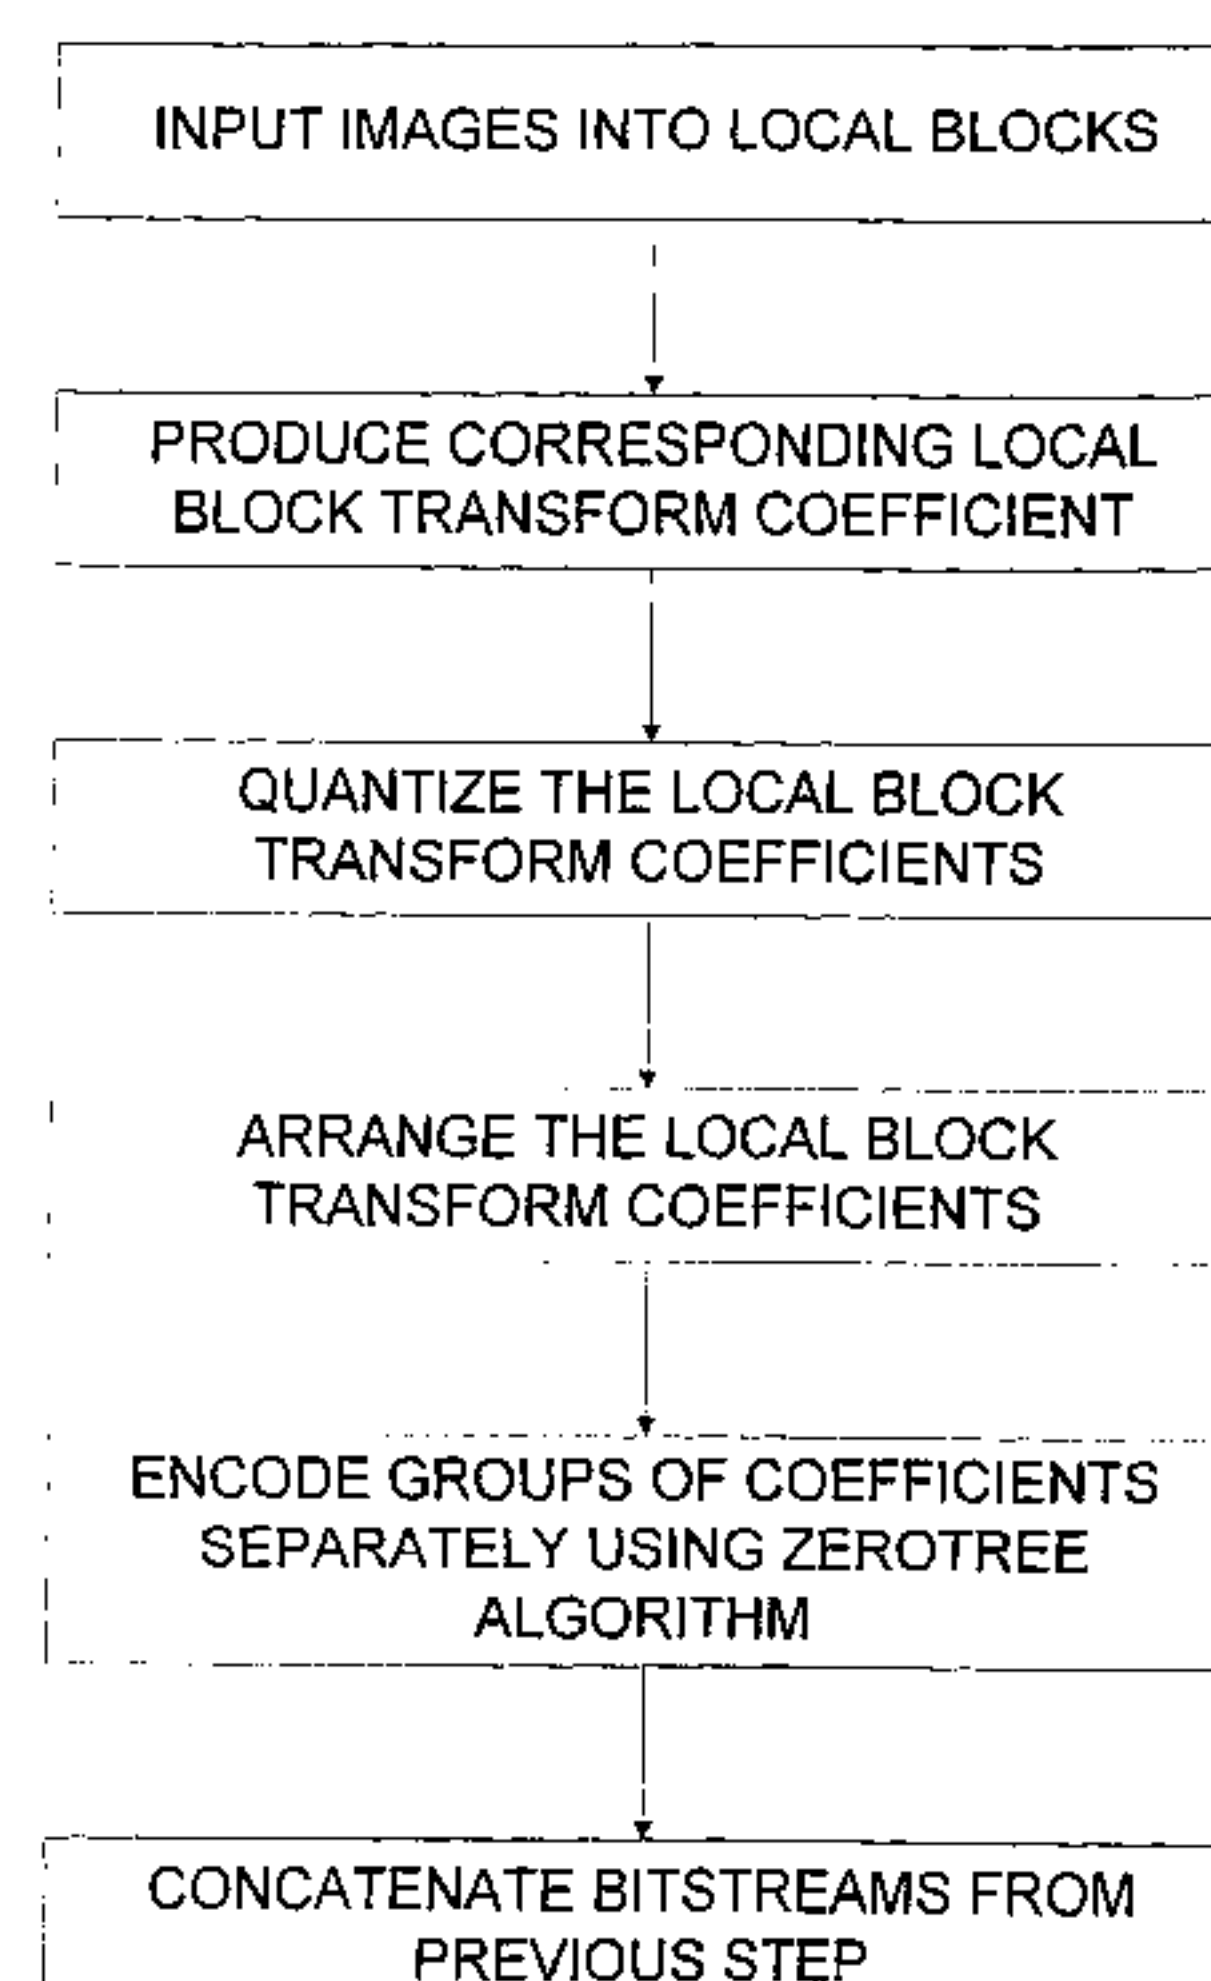 INPUT IMAGES INTO LOCAL BLOCKS
PRODUCE CORRESPONDING LOCAL
BLOCK TRANSFORM COEFFICIENT
QUANTIZE THE LOCAL BLOCK
TRANSFORM COEFFICIENTS
ARRANGE THE LOCAL BLOCK
TRANSFORM COEFFICIENTS
ENCODE GROUPS OF COEFFICIENTS
SEPARATELY USING ZEROTREE
ALGORITHM
CONCATENATE BITSTREAMS FROM
PREVIOUS STEP